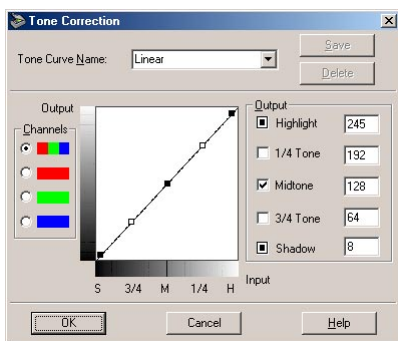 Tone Correction
Save
Tone Curve Name: Linear
Delete
Output
Output
Channels
Highlight 245
1/4 Tone 192
Midtone 128
3/4 Tone 64
Shadow 8
Input
S 3/4 M 1/4 H
OK Cancel Help